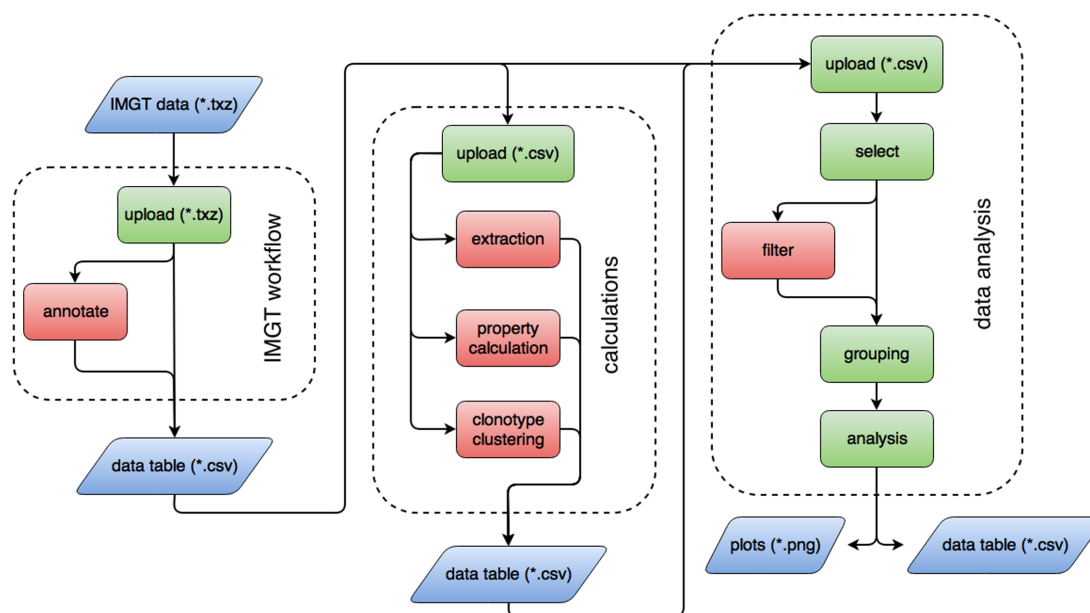 IMGT data (*.txz)
upload (*.txz)
annotate
IMGT workflow
data table (*.csv)
upload (*.csv)
extraction
property
calculation
clonotype
clustering
calculations
data table (*.csv)
upload (*.csv)
select
filter
grouping
analysis
data analysis
plots (*.png)
data table (*.csv)